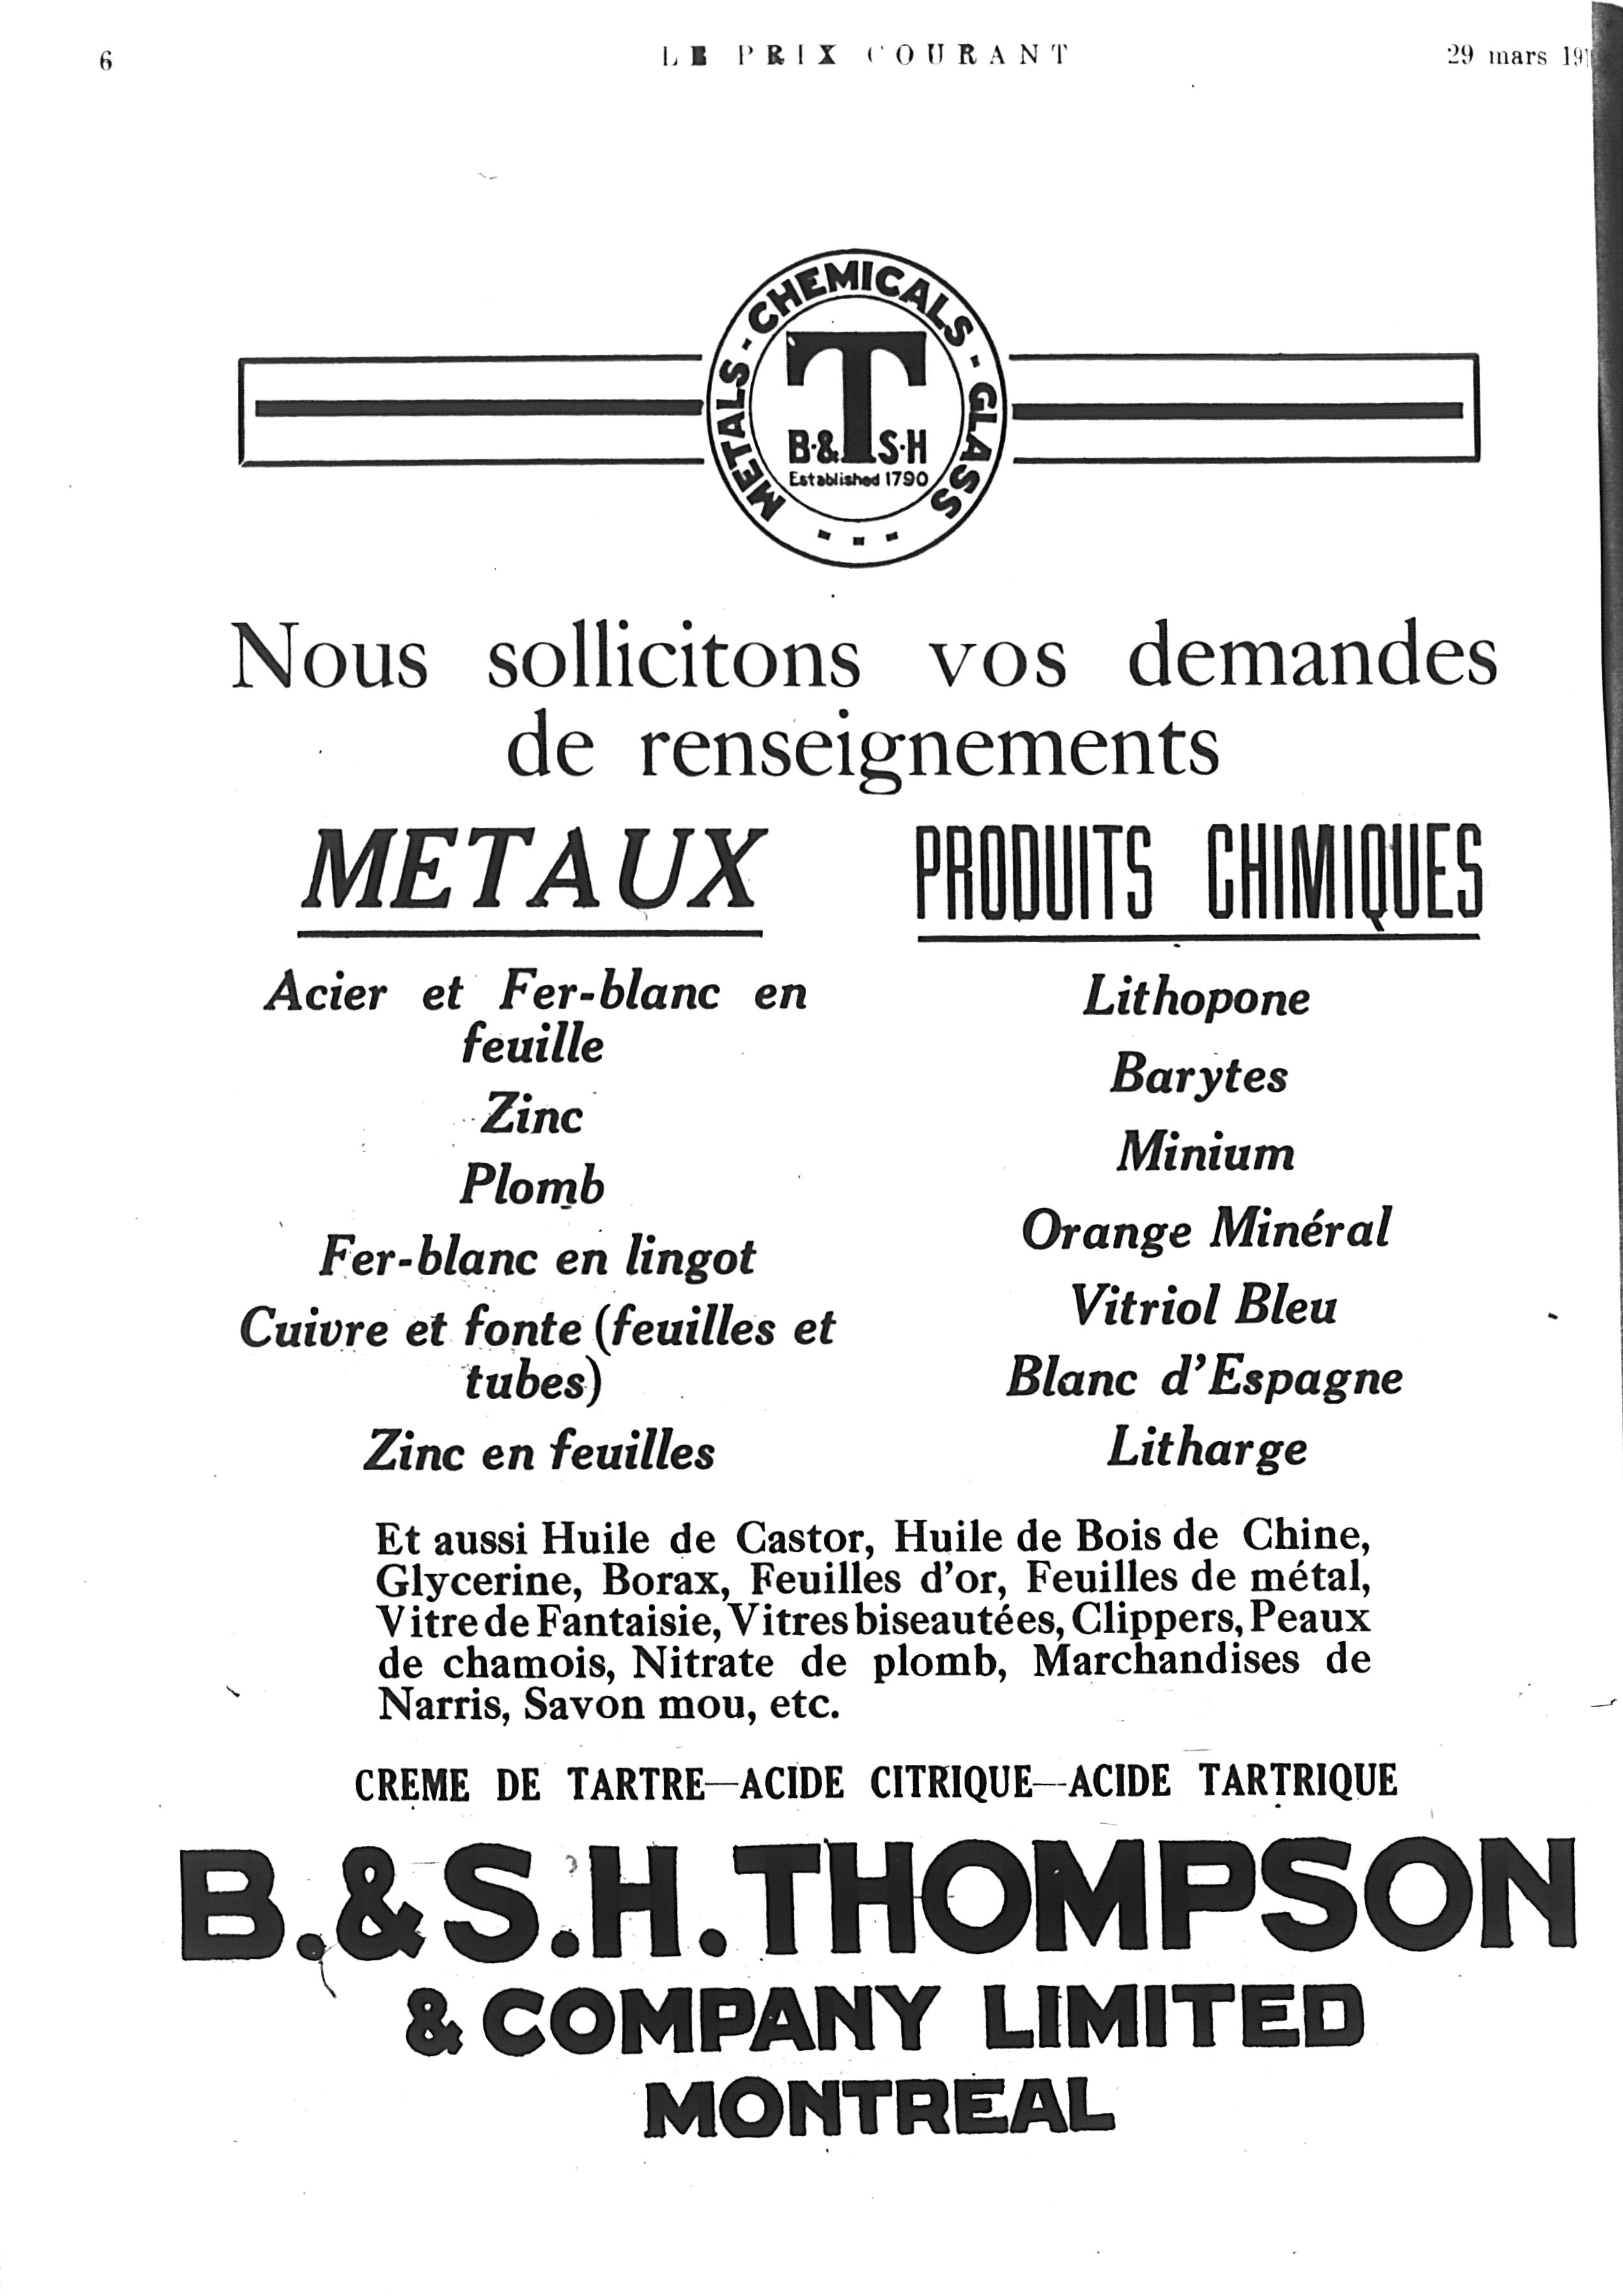 6
LE PRIX COURANT
29 mars
METALS - CHEMICALS - GLASS
T
B·& S·H
Established 1790
Nous sollicitons vos demandes
de renseignements
METAUX
Acier et Fer-blanc en
feuille
Zinc
Plomb
Fer-blanc en lingot
Cuivre et fonte (feuilles et
tubes)
Zinc en feuilles
PRODUITS CHIMIQUES
Lithopone
Barytes
Minium
Orange Minéral
Vitriol Bleu
Blanc d'Espagne
Litharge
Et aussi Huile de Castor, Huile de Bois de Chine,
Glycerine, Borax, Feuilles d'or, Feuilles de métal,
Vitre de Fantaisie, Vitres biseautées, Clippers, Peaux
de chamois, Nitrate de plomb, Marchandises de
Narris, Savon mou, etc.
CREME DE TARTRE—ACIDE CITRIQUE—ACIDE TARTRIQUE
B. & S. H. THOMPSON
& COMPANY LIMITED
MONTREAL